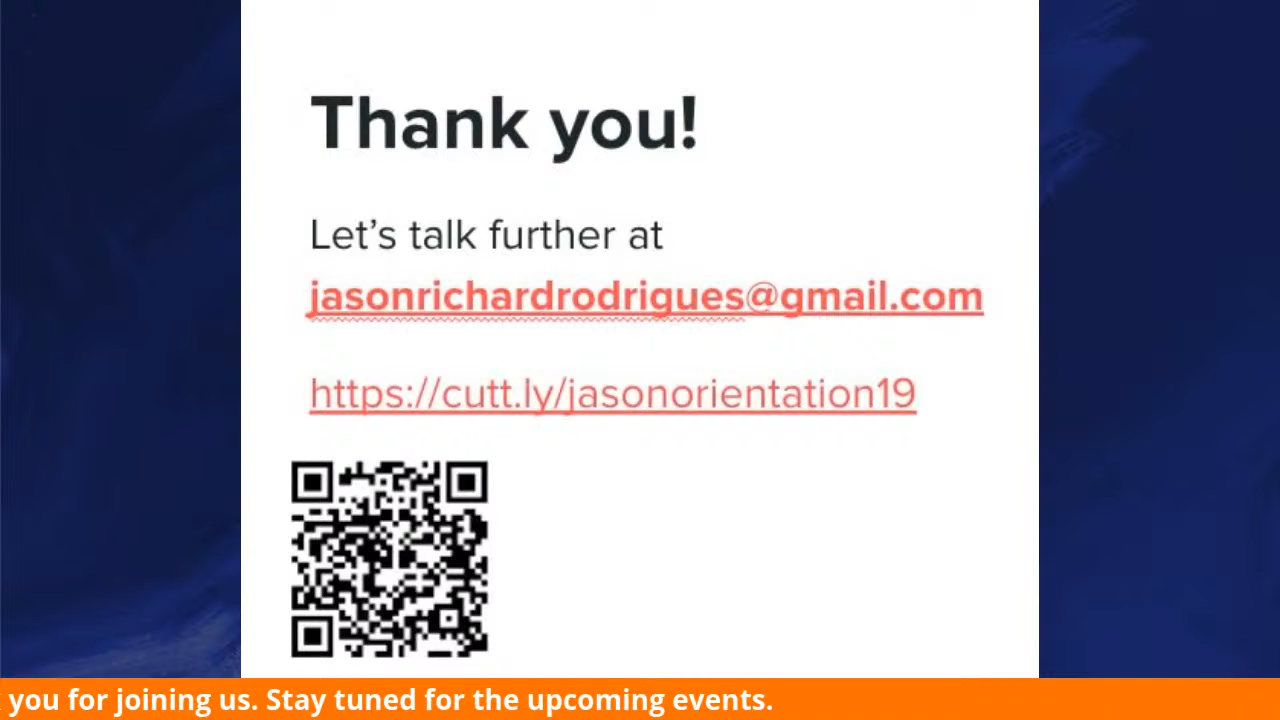 Thank you!
Let’s talk further at
jasonrichardrodrigues@gmail.com
https://cutt.ly/jasonorientation19
you for joining us. Stay tuned for the upcoming events.